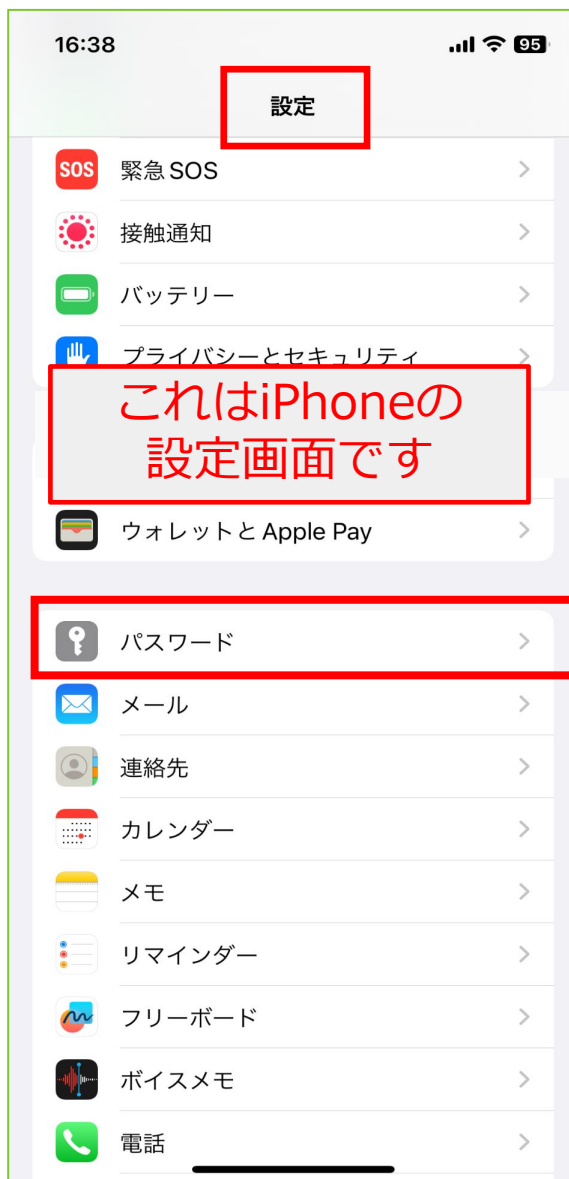 16:38
95
設定
SOS
緊急SOS
接触通知
バッテリー
プライバシーとセキュリティ
これはiPhoneの
設定画面です
ウォレットとApple Pay
パスワード
メール
連絡先
カレンダー
メモ
リマインダー
フリーボード
ボイスメモ
電話